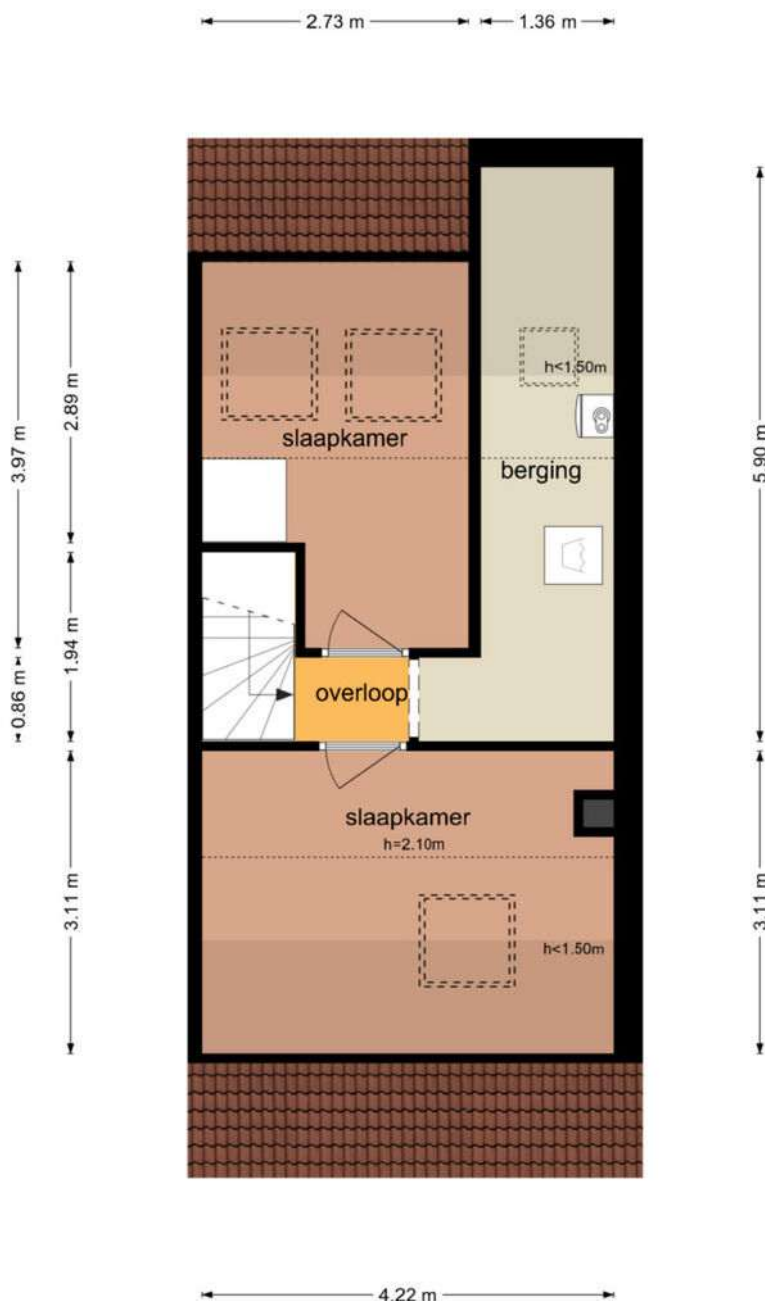 2.73 m
1.36 m
h<1.50m
2.89 m
3.97 m
slaapkamer
5.90 m
berging
1.94 m
0.86 m
overloop
slaapkamer
h=2.10m
3.11 m
3.11 m
h<1.50m
4.22 m